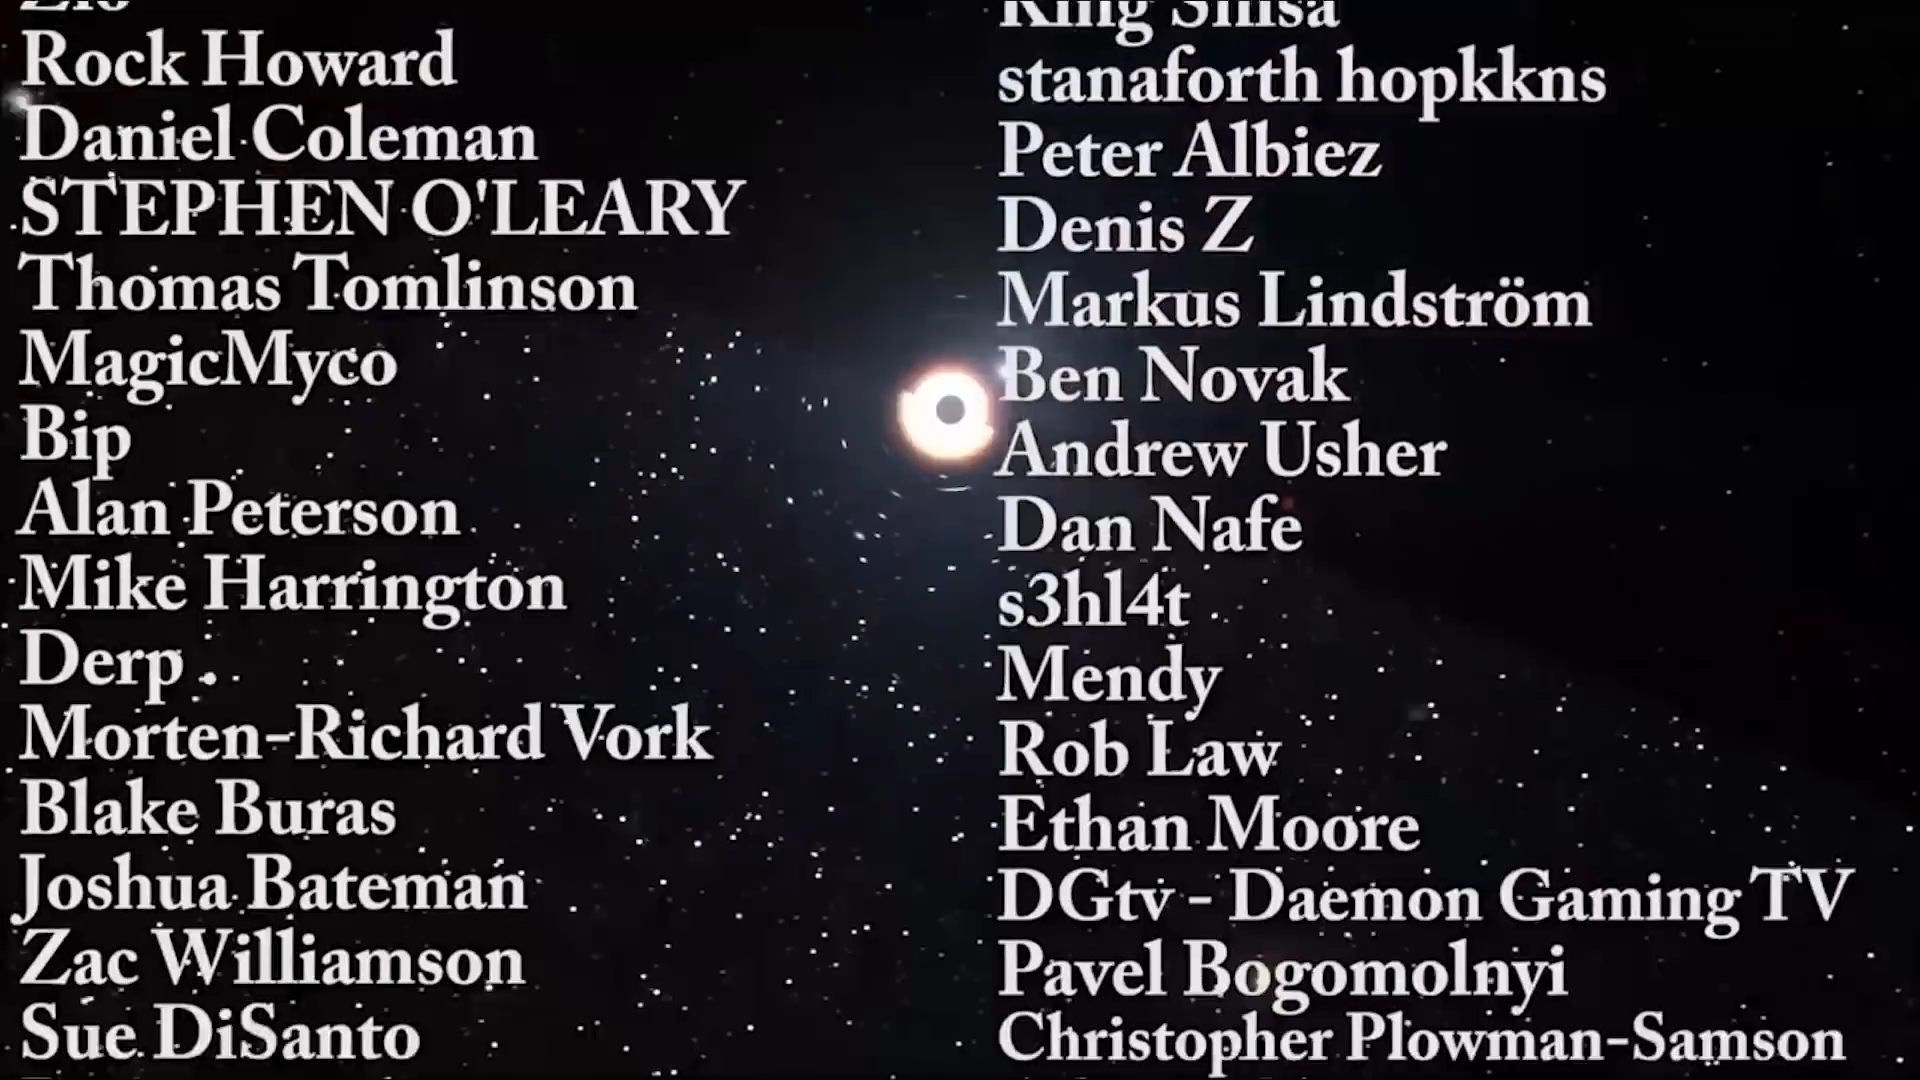 Rock Howard
Daniel Coleman
STEPHEN O'LEARY
Thomas Tomlinson
MagicMyco
Bip
Alan Peterson
Mike Harrington
Derp .
Morten-Richard Vork
Blake Buras
Joshua Bateman
Zac Williamson
Sue DiSanto
stanaforth hopkkns
Peter Albiez
Denis Z
Markus Lindström
Ben Novak
Andrew Usher
Dan Nafe
s3hl4t
Mendy
Rob Law
Ethan Moore
DGtv - Daemon Gaming TV
Pavel Bogomolnyi
Christopher Plowman-Samson